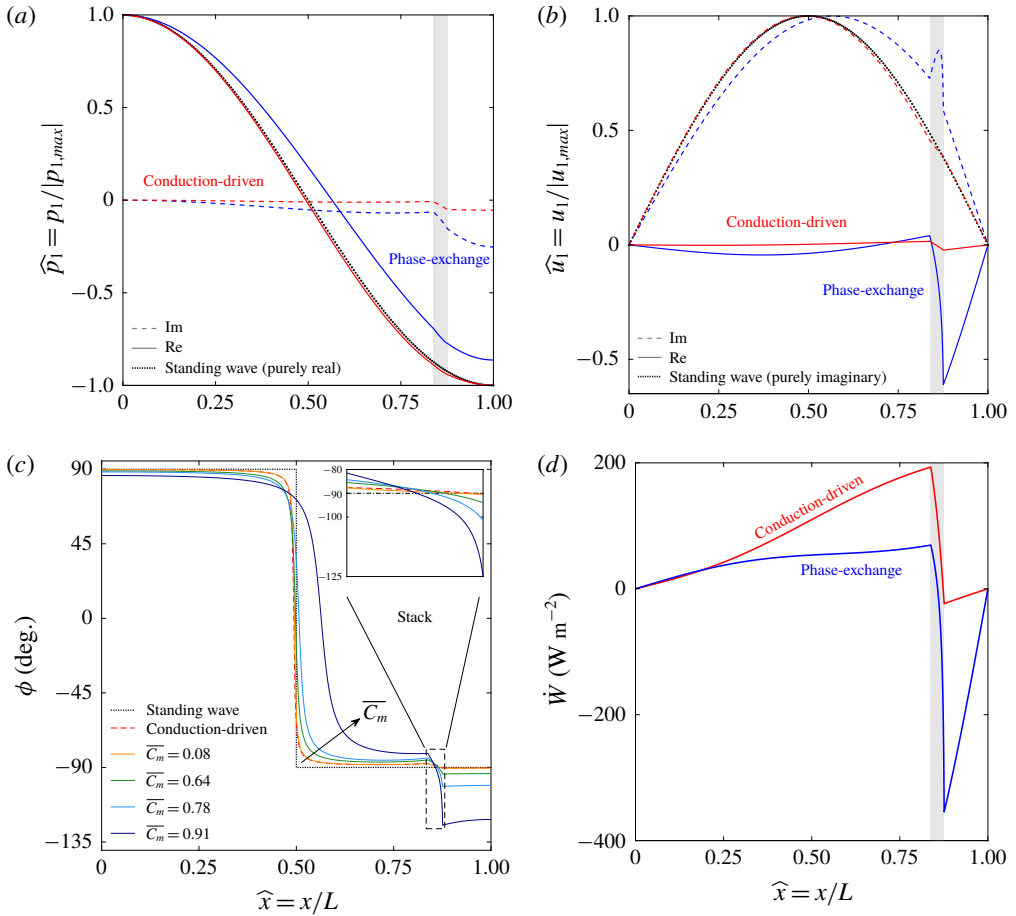 (a)
1.0
0.5
0
−0.5
−1.0
p̂₁ = p₁/|p₁,max|
Conduction-driven
Phase-exchange
Im
Re
Standing wave (purely real)
0
0.25
0.50
0.75
1.00
(b)
1.0
0.5
0
−0.5
û₁ = u₁/|u₁,max|
Conduction-driven
Phase-exchange
Im
Re
Standing wave (purely imaginary)
0
0.25
0.50
0.75
1.00
(c)
90
45
0
−45
−90
−135
ϕ (deg.)
−80
−90
−100
−125
Stack
C̅m
Standing wave
Conduction-driven
C̅m = 0.08
C̅m = 0.64
C̅m = 0.78
C̅m = 0.91
0
0.25
0.50
0.75
1.00
x̂ = x/L
(d)
200
0
−200
−400
Ẇ (W m⁻²)
Conduction-driven
Phase-exchange
0
0.25
0.50
0.75
1.00
x̂ = x/L